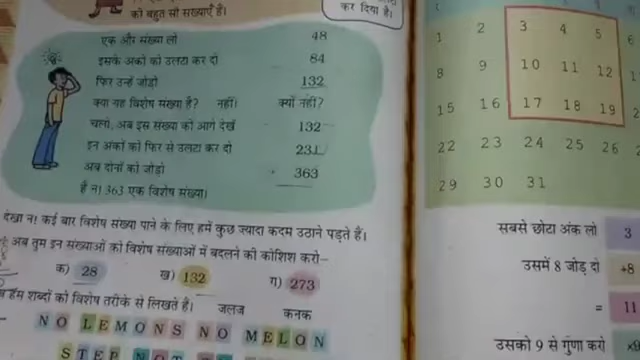 को बहुत सी संख्याएँ हैं।
कर दिया है।
एक और संख्या लो 48
इसके अंकों को उलटा कर दो 84
फिर उन्हें जोड़ो 132
क्या यह विशेष संख्या है? नहीं। क्यों नहीं?
चलो, अब इस संख्या को आगे देखें 132
इन अंकों को फिर से उलटा कर दो 231
अब दोनों को जोड़ो 363
है न! 363 एक विशेष संख्या।
देखा न! कई बार विशेष संख्या पाने के लिए हमें कुछ ज्यादा कदम उठाने पड़ते हैं।
अब तुम इन संख्याओं को विशेष संख्याओं में बदलने की कोशिश करो–
क) 28 ख) 132 ग) 273
हम शब्दों को विशेष तरीके से लिखते हैं। जलज कनक
NO LEMONS NO MELON
STEP NOT
1 2 3 4 5 6
8 9 10 11 12
15 16 17 18 19
22 23 24 25 26
29 30 31
सबसे छोटा अंक लो 3
उसमें 8 जोड़ दो +8
= 11
उसको 9 से गुणा करो ×9